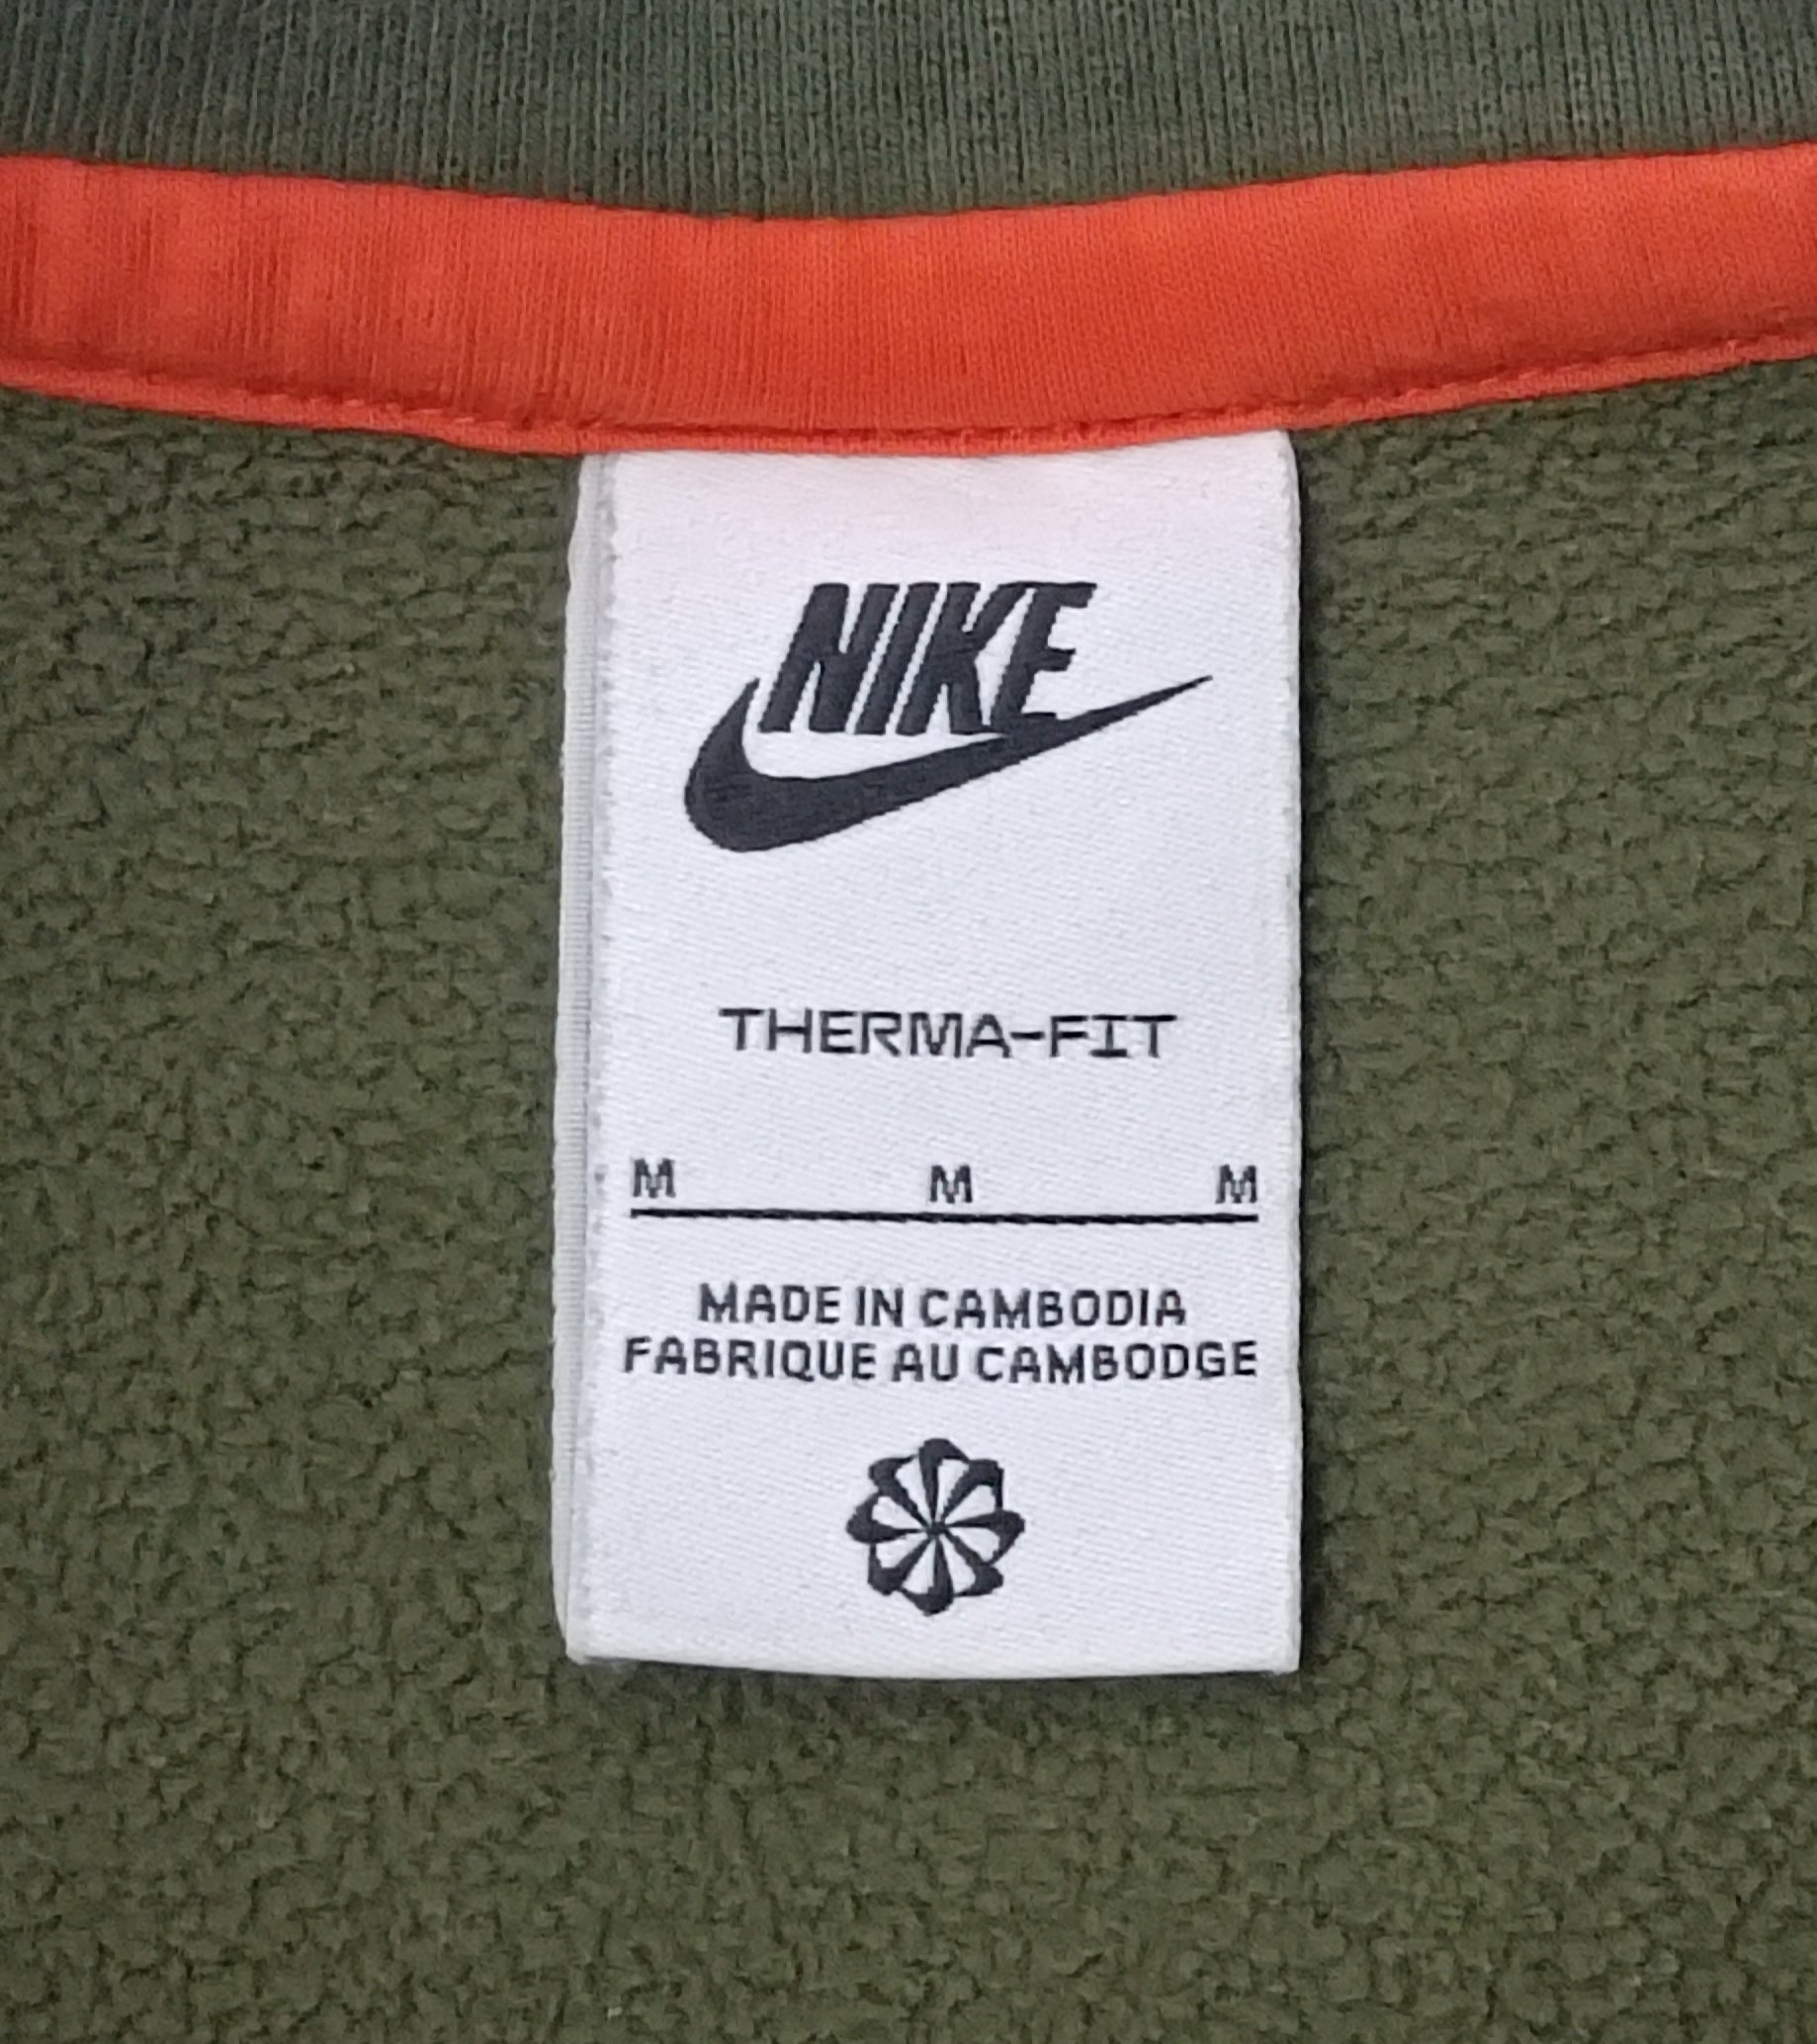 NIKE
THERMA-FIT
M M M
MADE IN CAMBODIA
FABRIQUE AU CAMBODGE